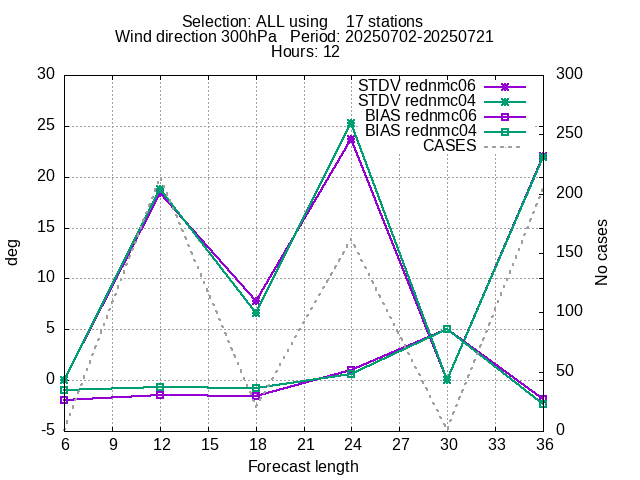 Selection: ALL using 17 stations
Wind direction 300hPa Period: 20250702-20250721
Hours: 12
STDV rednmc06
STDV rednmc04
BIAS rednmc06
BIAS rednmc04
CASES
30
25
20
15
10
5
0
-5
deg
300
250
200
150
100
50
0
No cases
6 9 12 15 18 21 24 27 30 33 36
Forecast length